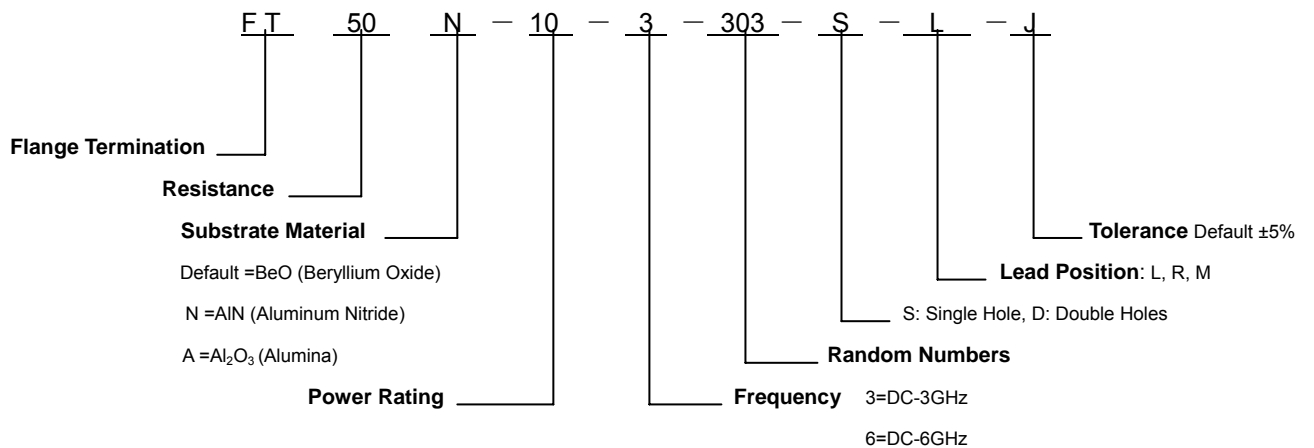 FT 50 N — 10 — 3 — 303 — S — L — J
Flange Termination
Resistance
Substrate Material
Default =BeO (Beryllium Oxide)
N =AlN (Aluminum Nitride)
A =Al₂O₃ (Alumina)
Power Rating
Tolerance Default ±5%
Lead Position: L, R, M
S: Single Hole, D: Double Holes
Random Numbers
Frequency 3=DC-3GHz
6=DC-6GHz